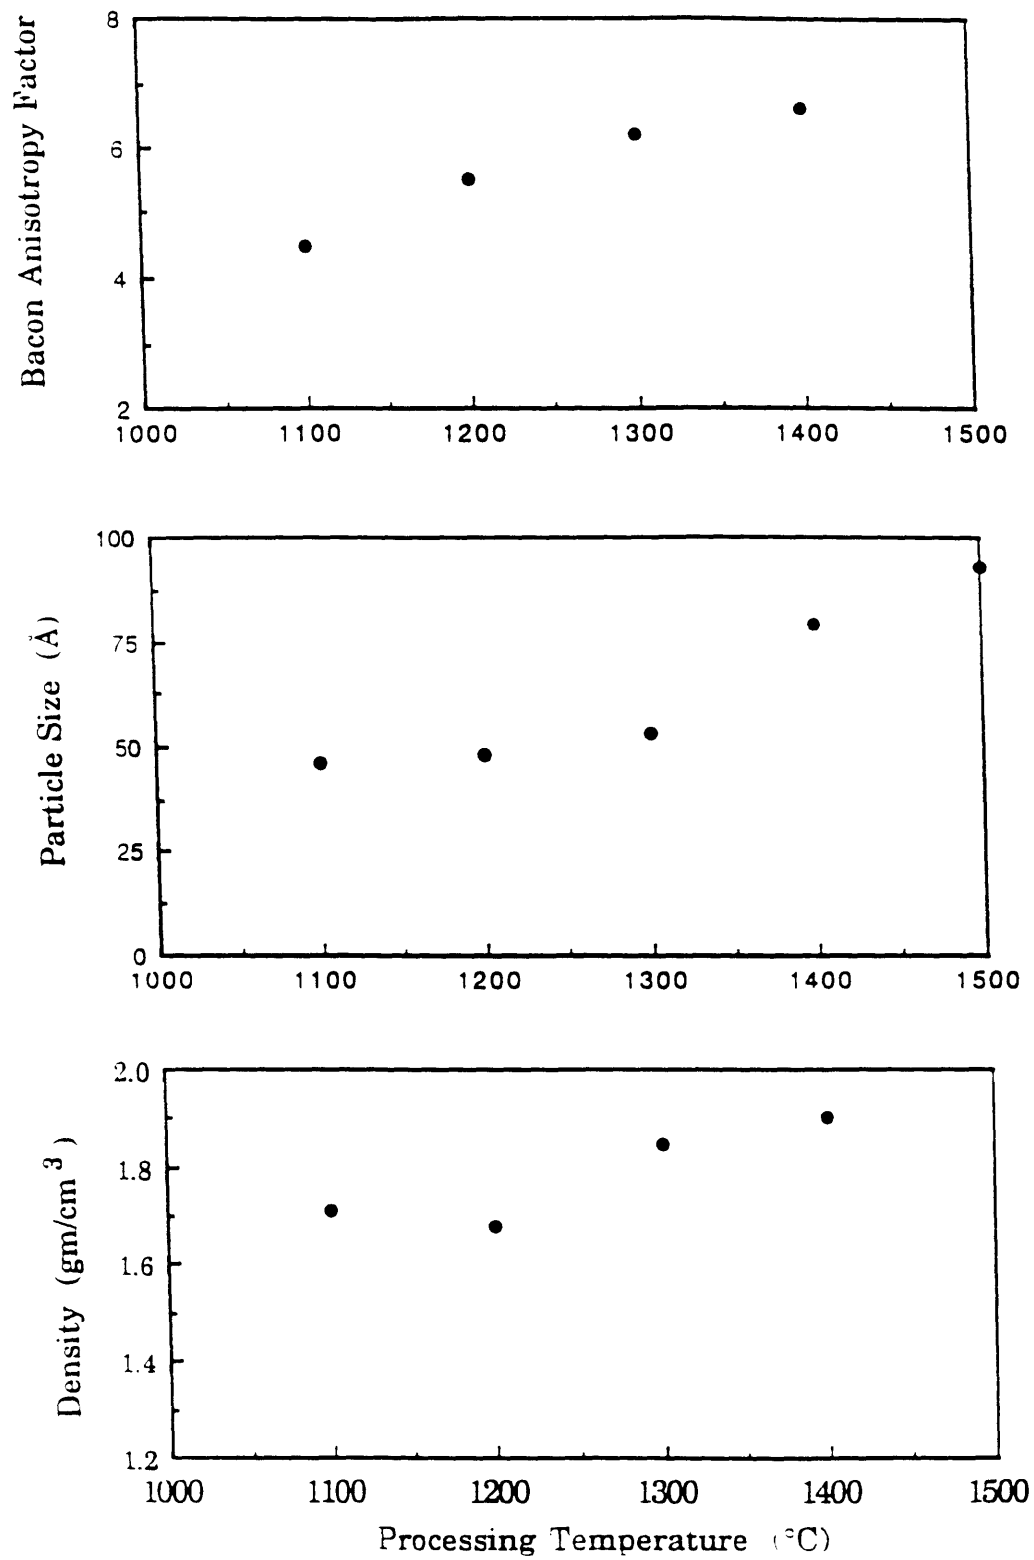 Bacon Anisotropy Factor
8
6
4
2
1000 1100 1200 1300 1400 1500
Particle Size (Å)
100
75
50
25
0
1000 1100 1200 1300 1400 1500
Density (gm/cm³)
2.0
1.8
1.6
1.4
1.2
1000 1100 1200 1300 1400 1500
Processing Temperature (°C)